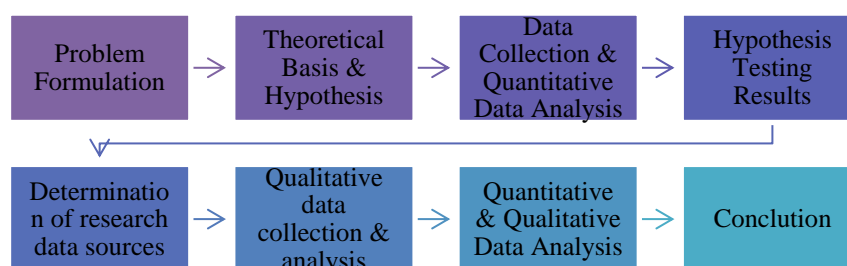 Problem
Formulation
Theoretical
Basis &
Hypothesis
Data
Collection &
Quantitative
Data Analysis
Hypothesis
Testing
Results
Determinatio
n of research
data sources
Qualitative
data
collection &
analysis
Quantitative
& Qualitative
Data Analysis
Conclution